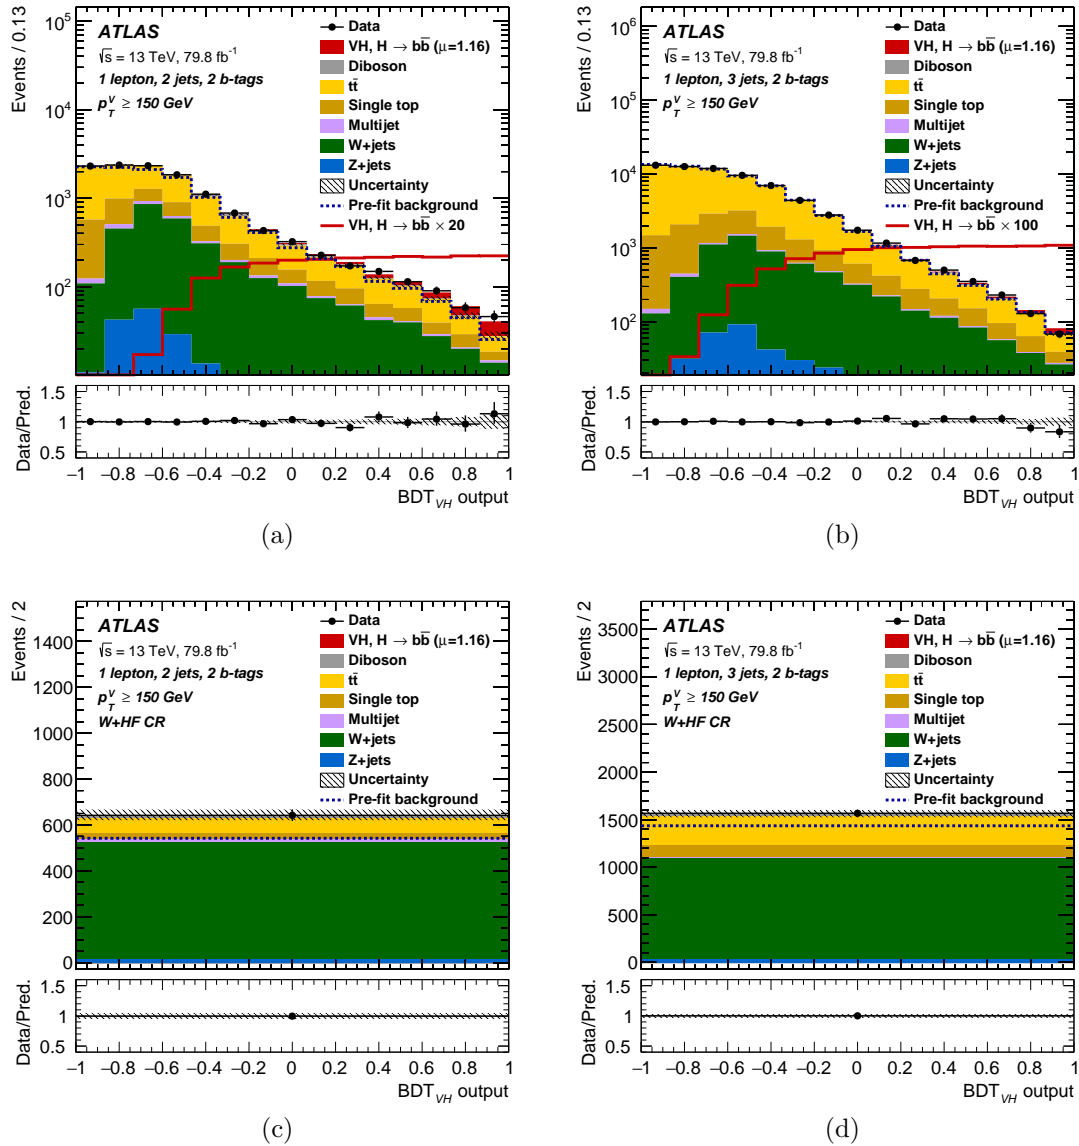 Events / 0.13
10⁵
10⁴
10³
10²
ATLAS
√s = 13 TeV, 79.8 fb⁻¹
1 lepton, 2 jets, 2 b-tags
p_T^V ≥ 150 GeV
Data
VH, H → bb̄ (μ=1.16)
Diboson
tt̄
Single top
Multijet
W+jets
Z+jets
Uncertainty
Pre-fit background
VH, H → bb̄ × 20
Data/Pred.
1.5
1
0.5
−1 −0.8 −0.6 −0.4 −0.2 0 0.2 0.4 0.6 0.8 1
BDT_VH output
(a)
Events / 0.13
10⁶
10⁵
10⁴
10³
10²
ATLAS
√s = 13 TeV, 79.8 fb⁻¹
1 lepton, 3 jets, 2 b-tags
p_T^V ≥ 150 GeV
Data
VH, H → bb̄ (μ=1.16)
Diboson
tt̄
Single top
Multijet
W+jets
Z+jets
Uncertainty
Pre-fit background
VH, H → bb̄ × 100
Data/Pred.
1.5
1
0.5
−1 −0.8 −0.6 −0.4 −0.2 0 0.2 0.4 0.6 0.8 1
BDT_VH output
(b)
Events / 2
1400
1200
1000
800
600
400
200
0
ATLAS
√s = 13 TeV, 79.8 fb⁻¹
1 lepton, 2 jets, 2 b-tags
p_T^V ≥ 150 GeV
W+HF CR
Data
VH, H → bb̄ (μ=1.16)
Diboson
tt̄
Single top
Multijet
W+jets
Z+jets
Uncertainty
Pre-fit background
Data/Pred.
1.5
1
0.5
−1 −0.8 −0.6 −0.4 −0.2 0 0.2 0.4 0.6 0.8 1
BDT_VH output
(c)
Events / 2
3500
3000
2500
2000
1500
1000
500
0
ATLAS
√s = 13 TeV, 79.8 fb⁻¹
1 lepton, 3 jets, 2 b-tags
p_T^V ≥ 150 GeV
W+HF CR
Data
VH, H → bb̄ (μ=1.16)
Diboson
tt̄
Single top
Multijet
W+jets
Z+jets
Uncertainty
Pre-fit background
Data/Pred.
1.5
1
0.5
−1 −0.8 −0.6 −0.4 −0.2 0 0.2 0.4 0.6 0.8 1
BDT_VH output
(d)